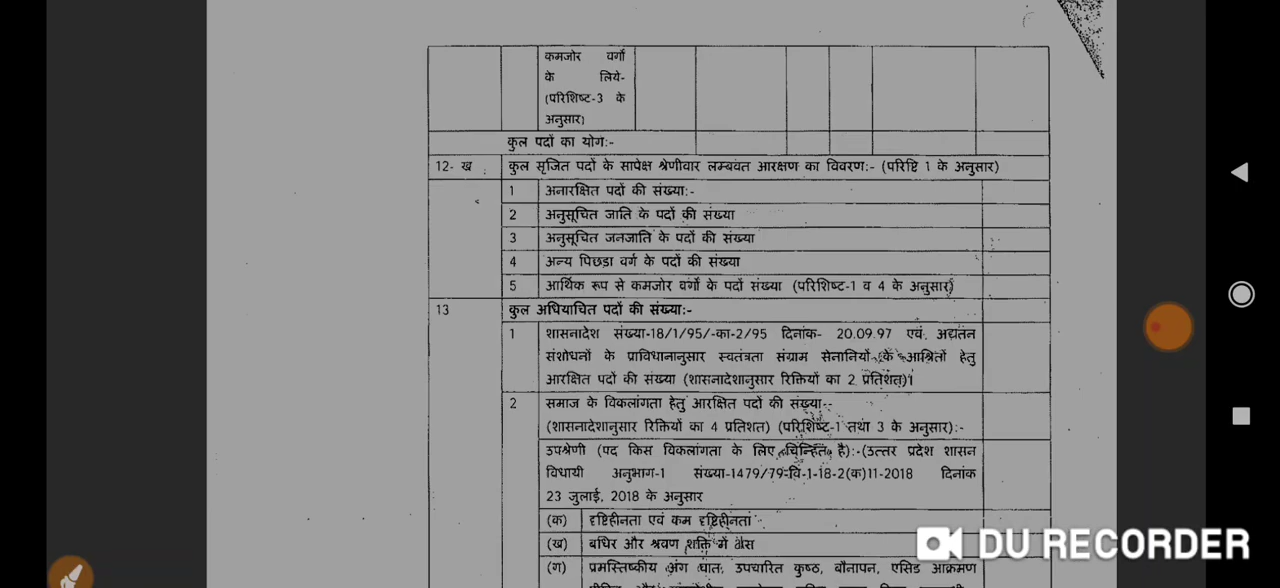 कमजोर वर्गों
के लिये-
(परिशिष्ट-3 के
अनुसार)
कुल पदों का योग:-
12- ख कुल सृजित पदों के सापेक्ष श्रेणीवार लम्बवत आरक्षण का विवरण:- (परिष्टि 1 के अनुसार)
1 अनारक्षित पदों की संख्या:-
2 अनुसूचित जाति के पदों की संख्या
3 अनुसूचित जनजाति के पदों की संख्या
4 अन्य पिछड़ा वर्ग के पदों की संख्या
5 आर्थिक रूप से कमजोर वर्गों के पदों संख्या (परिशिष्ट-1 व 4 के अनुसार)
13 कुल अधियाचित पदों की संख्या:-
1 शासनादेश संख्या-18/1/95/-का-2/95 दिनांक- 20.09.97 एवं अद्यतन
संशोधनों के प्राविधानानुसार स्वतंत्रता संग्राम सेनानियों के आश्रितों हेतु
आरक्षित पदों की संख्या (शासनादेशानुसार रिक्तियों का 2 प्रतिशत)।
2 समाज के विकलांगता हेतु आरक्षित पदों की संख्या-
(शासनादेशानुसार रिक्तियों का 4 प्रतिशत) (परिशिष्ट-1 तथा 3 के अनुसार):-
उपश्रेणी (पद किस विकलांगता के लिए चिन्हित है):-(उत्तर प्रदेश शासन
विधायी अनुभाग-1 संख्या-1479/79-वि-1-18-2(क)11-2018 दिनांक
23 जुलाई, 2018 के अनुसार
(क) दृष्टिहीनता एवं कम दृष्टिहीनता
(ख) बधिर और श्रवण शक्ति में ह्रास
(ग) प्रमस्तिष्कीय अंग घात, उपचारित कुष्ठ, बौनापन, एसिड आक्रमण
DU RECORDER